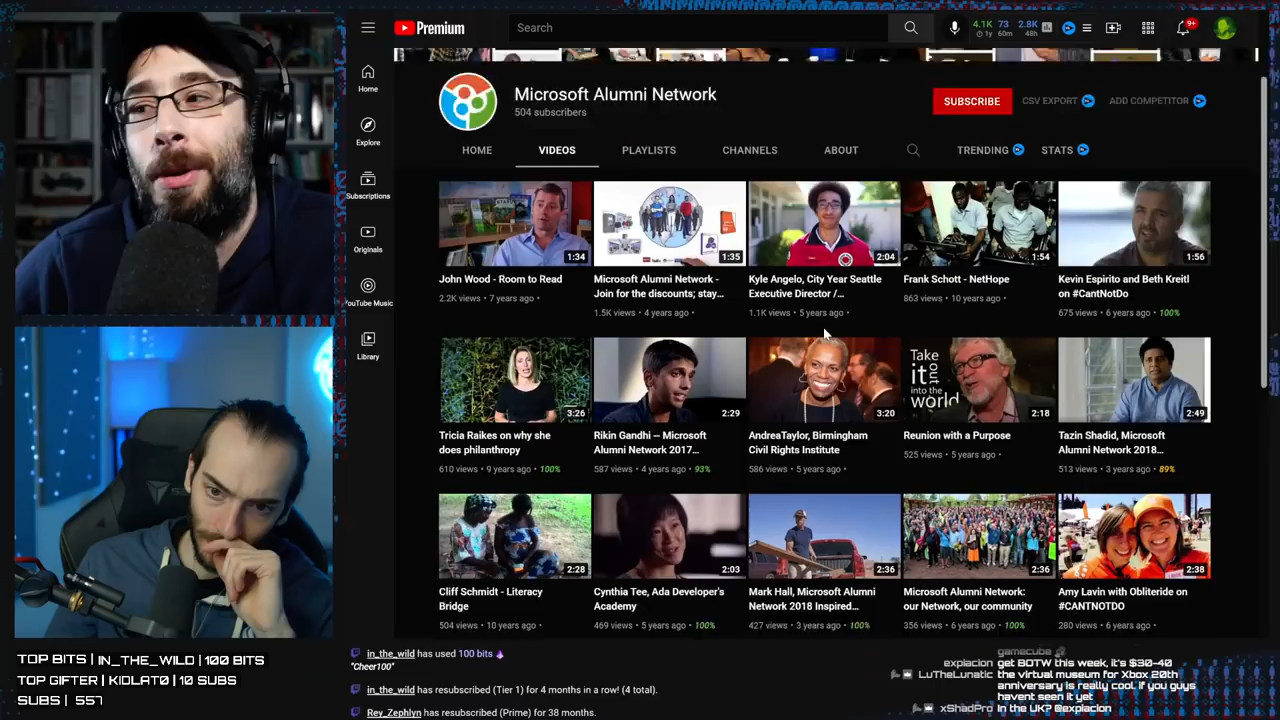 Premium
Search
4.1K 73 2.8K
1y 60m 48h
9+
Home
Explore
Subscriptions
Originals
YouTube Music
Library
Microsoft Alumni Network
504 subscribers
SUBSCRIBE
CSV EXPORT
ADD COMPETITOR
HOME
VIDEOS
PLAYLISTS
CHANNELS
ABOUT
TRENDING
STATS
1:34
John Wood - Room to Read
2.2K views • 7 years ago •
1:35
Microsoft Alumni Network -
Join for the discounts; stay...
1.5K views • 4 years ago •
2:04
Kyle Angelo, City Year Seattle
Executive Director /...
1.1K views • 5 years ago •
1:54
Frank Schott - NetHope
863 views • 10 years ago •
1:56
Kevin Espirito and Beth Kreitl
on #CantNotDo
675 views • 6 years ago • 100%
3:26
Tricia Raikes on why she
does philanthropy
610 views • 9 years ago • 100%
2:29
Rikin Gandhi -- Microsoft
Alumni Network 2017...
587 views • 4 years ago • 93%
3:20
AndreaTaylor, Birmingham
Civil Rights Institute
586 views • 5 years ago •
Take
it out
into the
world
2:18
Reunion with a Purpose
525 views • 5 years ago •
2:49
Tazin Shadid, Microsoft
Alumni Network 2018...
513 views • 3 years ago • 89%
2:28
Cliff Schmidt - Literacy
Bridge
504 views • 10 years ago •
2:03
Cynthia Tee, Ada Developer's
Academy
469 views • 5 years ago • 100%
2:36
Mark Hall, Microsoft Alumni
Network 2018 Inspired...
427 views • 3 years ago • 100%
2:36
Microsoft Alumni Network:
our Network, our community
356 views • 6 years ago • 100%
2:38
Amy Lavin with Obliteride on
#CANTNOTDO
280 views • 6 years ago •
TOP BITS | IN_THE_WILD | 100 BITS
TOP GIFTER | KIDLAT0 | 10 SUBS
SUBS | 557
in_the_wild has used 100 bits
"Cheer100"
in_the_wild has resubscribed (Tier 1) for 4 months in a row! (4 total).
Rey_Zephlyn has resubscribed (Prime) for 38 months.
gamecube
explacion get BOTW this week, it's $30-40
LuTheLunatic the virtual museum for Xbox 20th
anniversary is really cool if you guys
havent seen it yet
xShadPro In the UK? @explacion